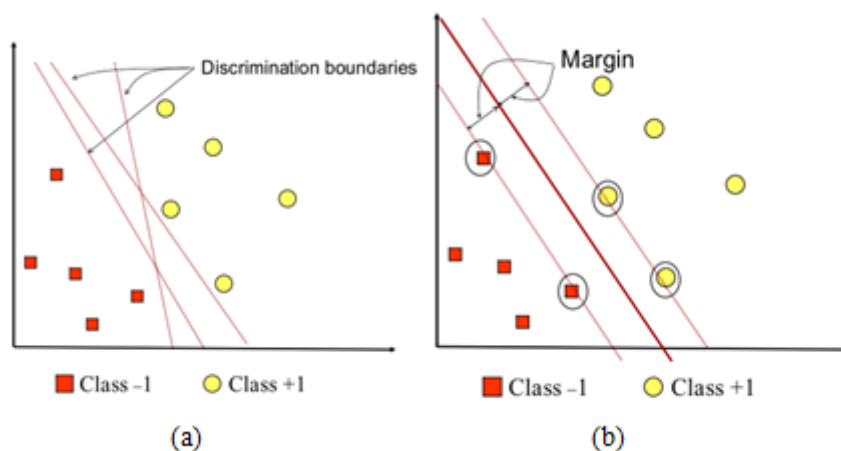 Discrimination boundaries
Margin
Class −1
Class +1
Class −1
Class +1
(a)
(b)